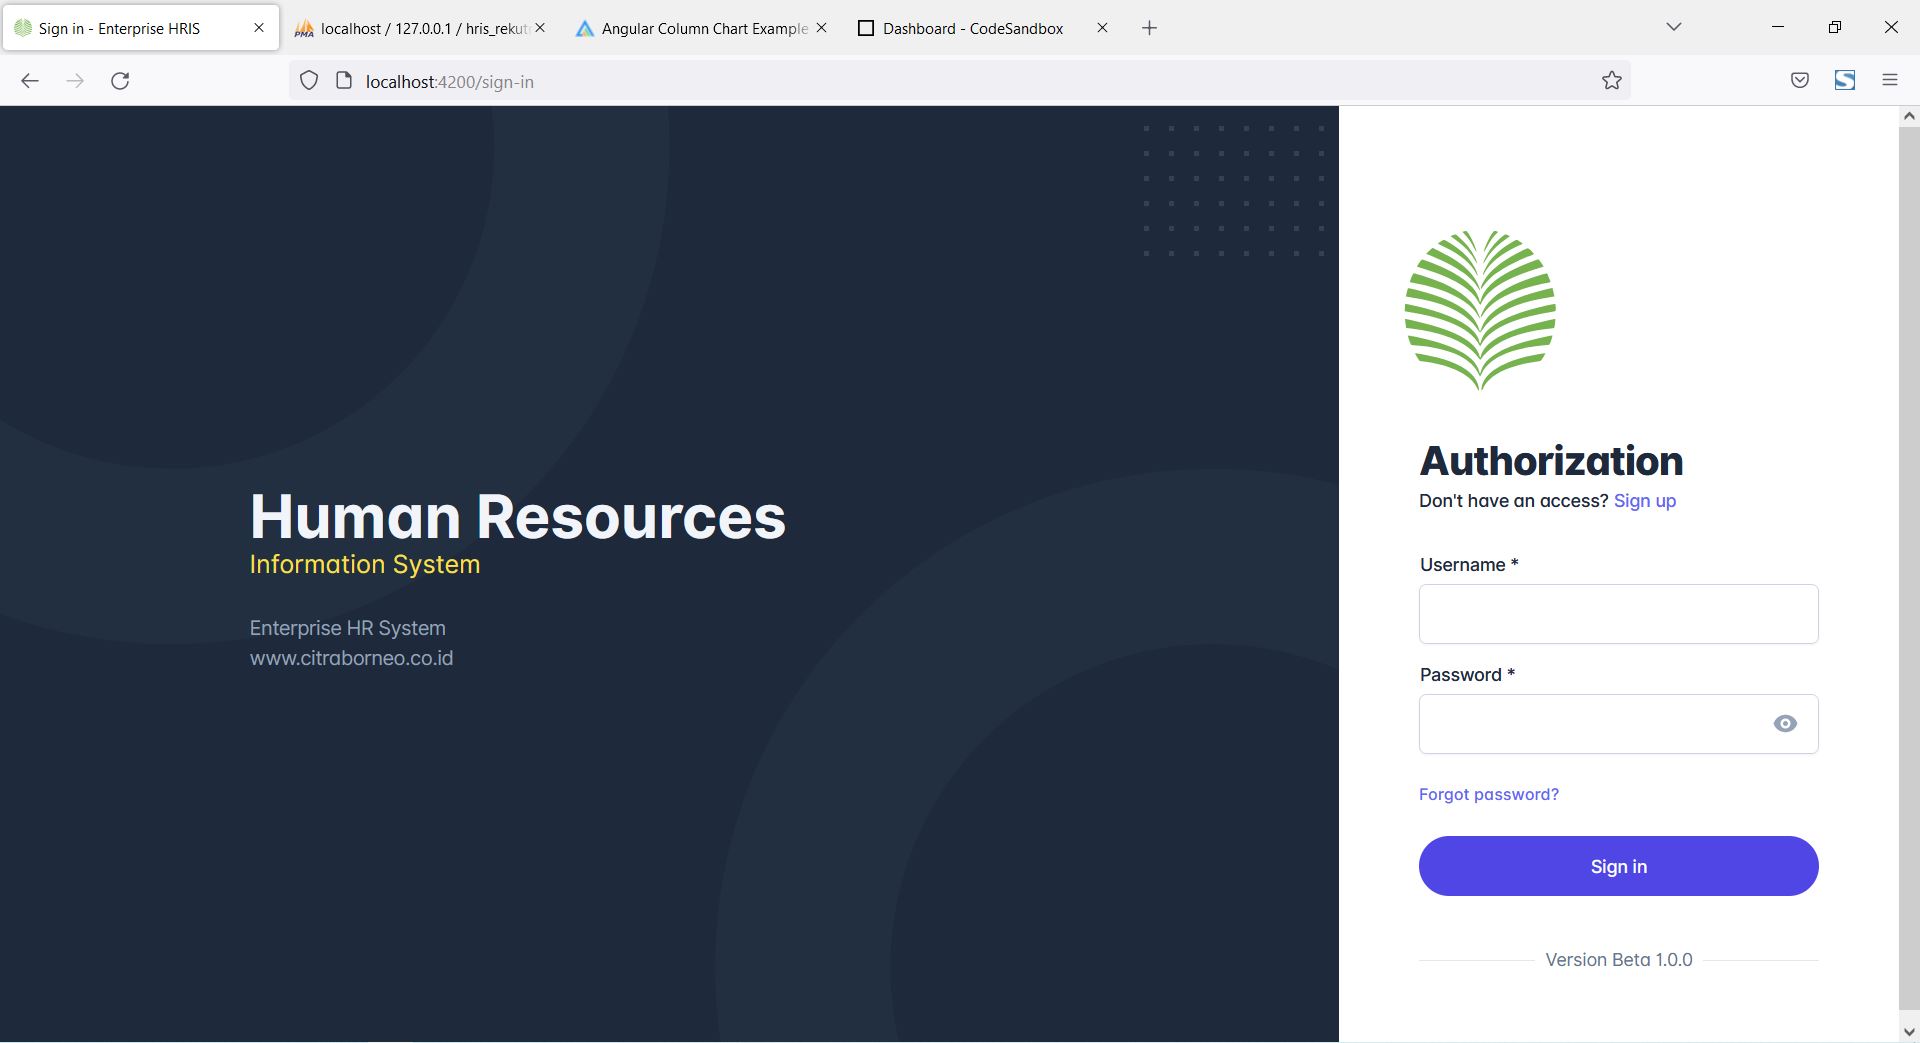 Sign in - Enterprise HRIS
PMA
localhost / 127.0.0.1 / hris_rekut
Angular Column Chart Example
Dashboard - CodeSandbox
localhost:4200/sign-in
Human Resources
Information System
Enterprise HR System
www.citraborneo.co.id
Authorization
Don't have an access? Sign up
Username *
Password *
Forgot password?
Sign in
Version Beta 1.0.0